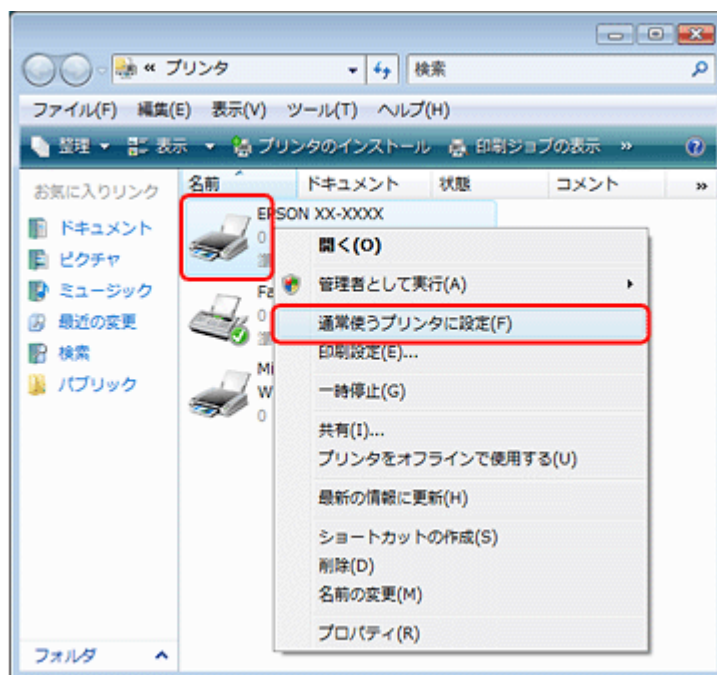 « プリンタ
検索
ファイル(F) 編集(E) 表示(V) ツール(T) ヘルプ(H)
整理 表示 プリンタのインストール 印刷ジョブの表示 »
お気に入りリンク
ドキュメント
ピクチャ
ミュージック
最近の変更
検索
パブリック
フォルダ
名前 ドキュメント 状態 コメント »
EPSON XX-XXXX
0
準
Fa
0
準
Mi
W
0
開く(O)
管理者として実行(A)
通常使うプリンタに設定(F)
印刷設定(E)...
一時停止(G)
共有(I)...
プリンタをオフラインで使用する(U)
最新の情報に更新(H)
ショートカットの作成(S)
削除(D)
名前の変更(M)
プロパティ(R)